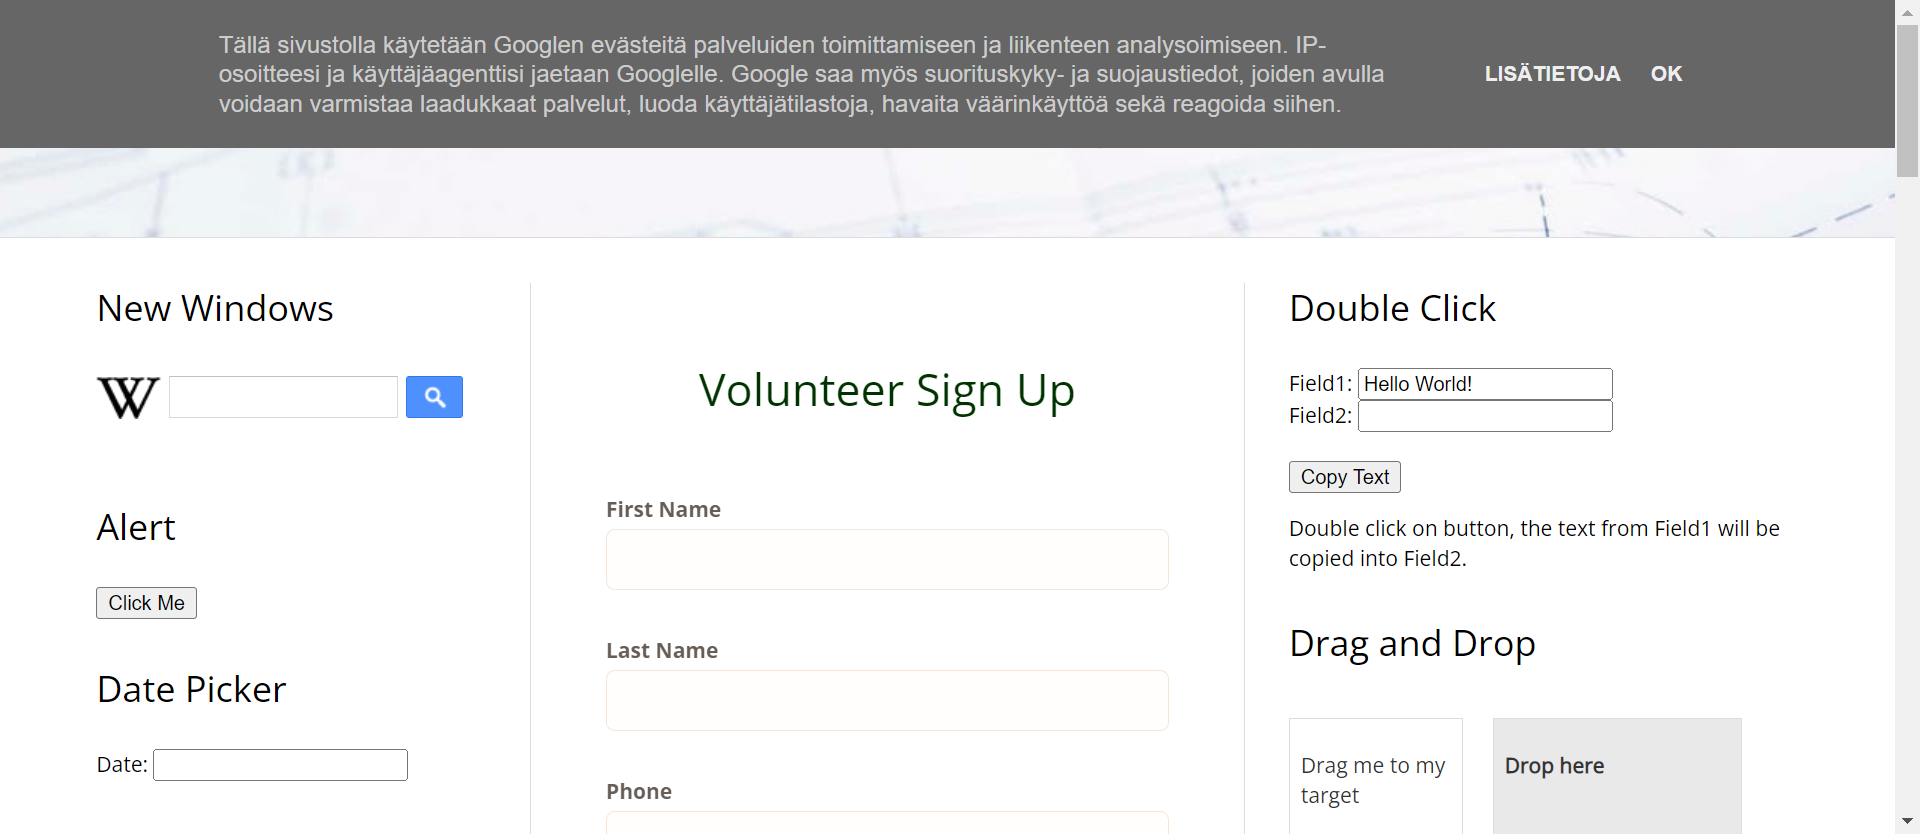 Tällä sivustolla käytetään Googlen evästeitä palveluiden toimittamiseen ja liikenteen analysoimiseen. IP-
osoitteesi ja käyttäjäagenttisi jaetaan Googlelle. Google saa myös suorituskyky- ja suojaustiedot, joiden avulla
voidaan varmistaa laadukkaat palvelut, luoda käyttäjätilastoja, havaita väärinkäyttöä sekä reagoida siihen.
LISÄTIETOJA OK
New Windows
W
Alert
Click Me
Date Picker
Date:
Volunteer Sign Up
First Name
Last Name
Phone
Double Click
Field1: Hello World!
Field2:
Copy Text
Double click on button, the text from Field1 will be
copied into Field2.
Drag and Drop
Drag me to my
target
Drop here